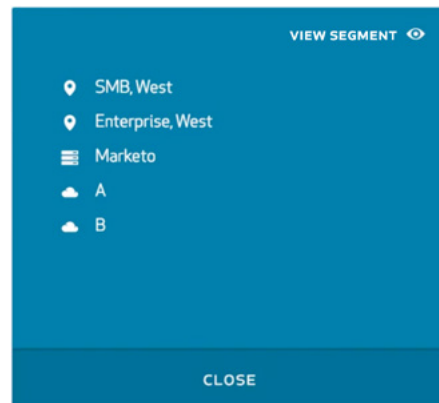 VIEW SEGMENT
SMB, West
Enterprise, West
Marketo
A
B
CLOSE